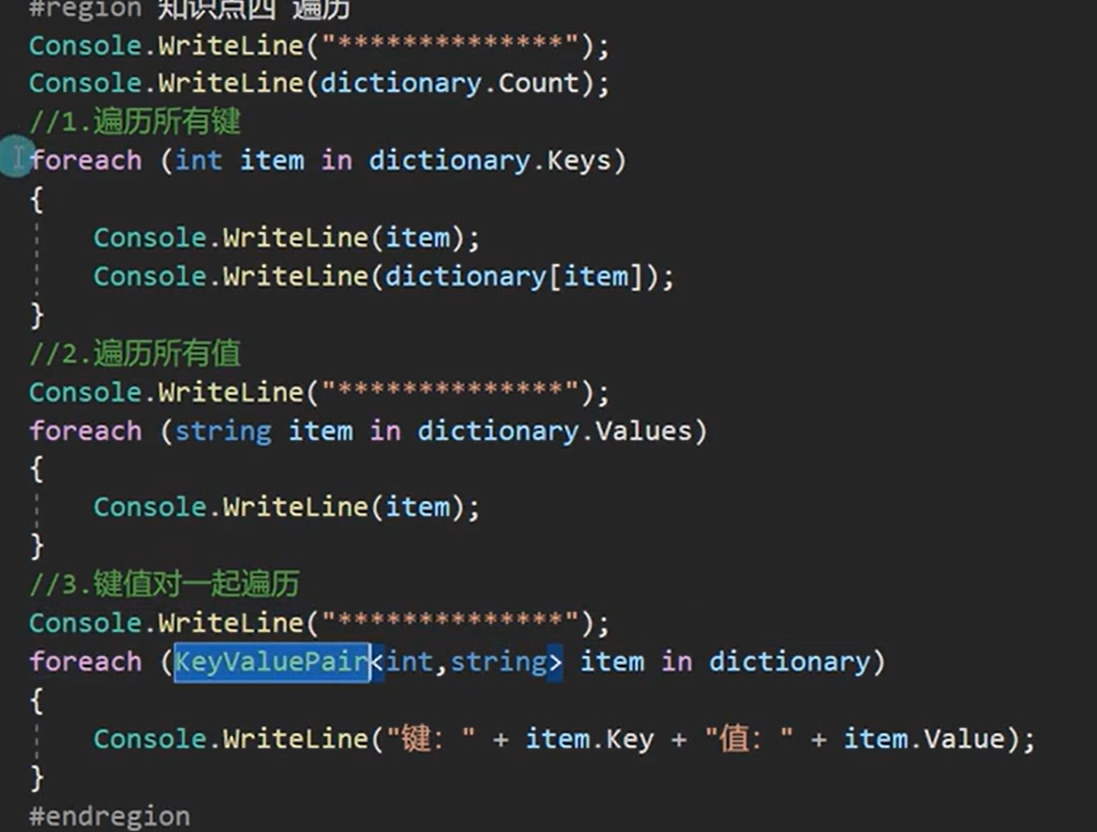 #region 知识点四 遍历
Console.WriteLine("**************");
Console.WriteLine(dictionary.Count);
//1.遍历所有键
foreach (int item in dictionary.Keys)
{
    Console.WriteLine(item);
    Console.WriteLine(dictionary[item]);
}
//2.遍历所有值
Console.WriteLine("**************");
foreach (string item in dictionary.Values)
{
    Console.WriteLine(item);
}
//3.键值对一起遍历
Console.WriteLine("**************");
foreach (KeyValuePair<int,string> item in dictionary)
{
    Console.WriteLine("键：" + item.Key + "值：" + item.Value);
}
#endregion